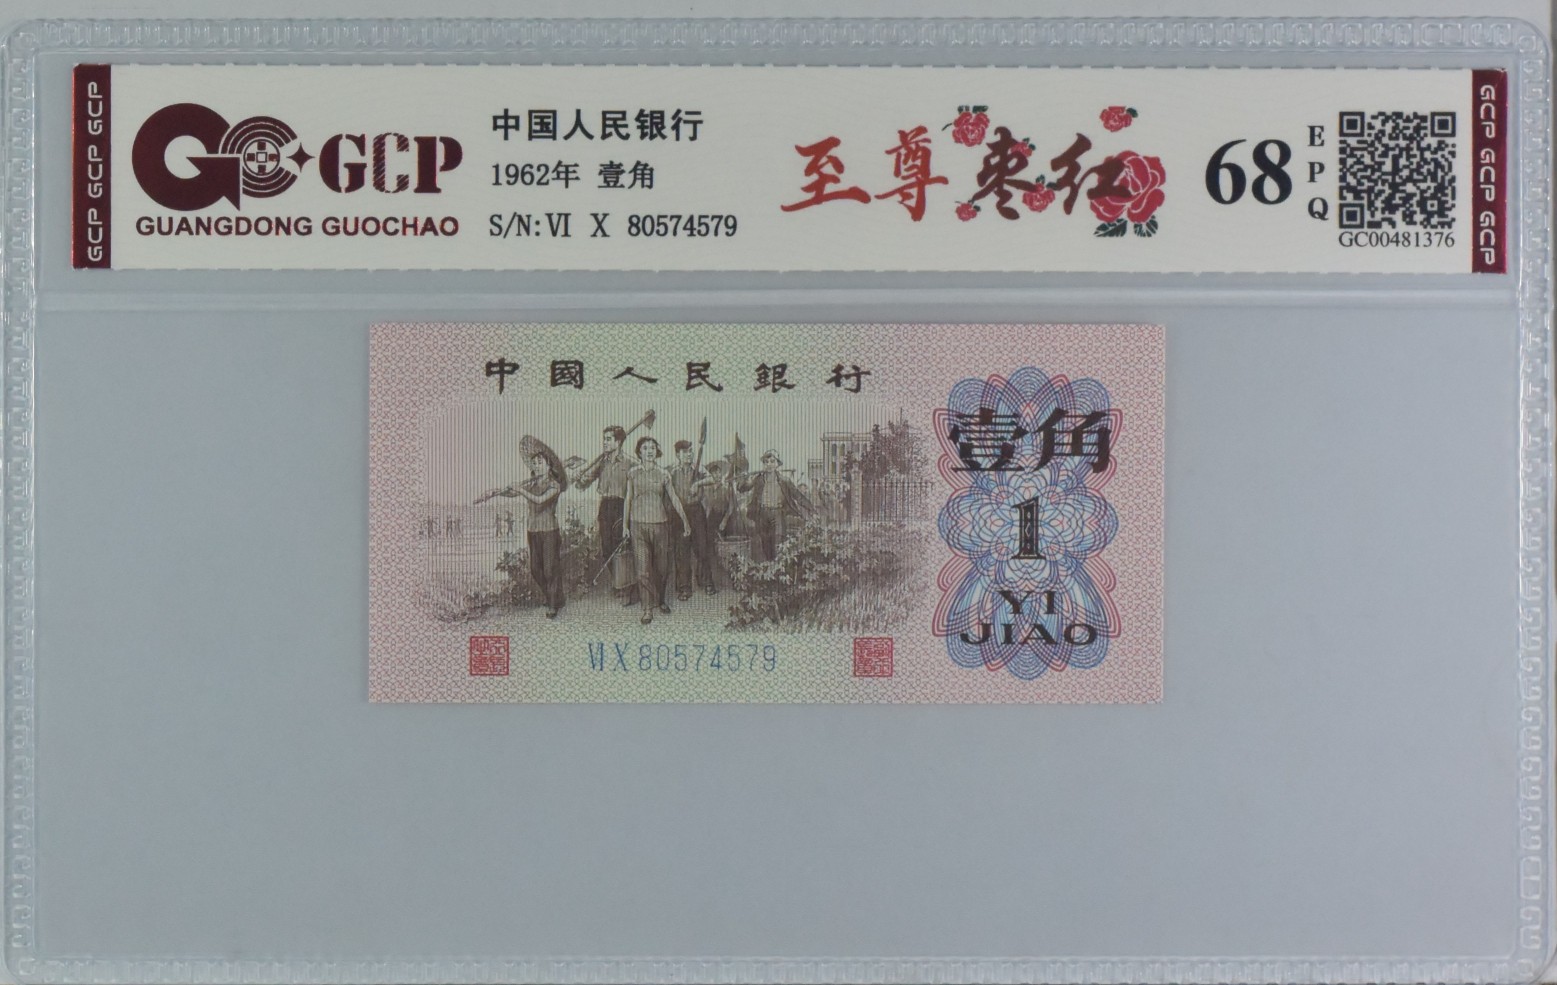 GCP GCP GCP
GCP
GUANGDONG GUOCHAO
中国人民银行
1962年 壹角
S/N:Ⅵ Ⅹ 80574579
至尊枣红
68
EPQ
GC00481376
GCP GCP GCP
中國人民銀行
壹角
1
YI
JIAO
ⅥⅩ80574579